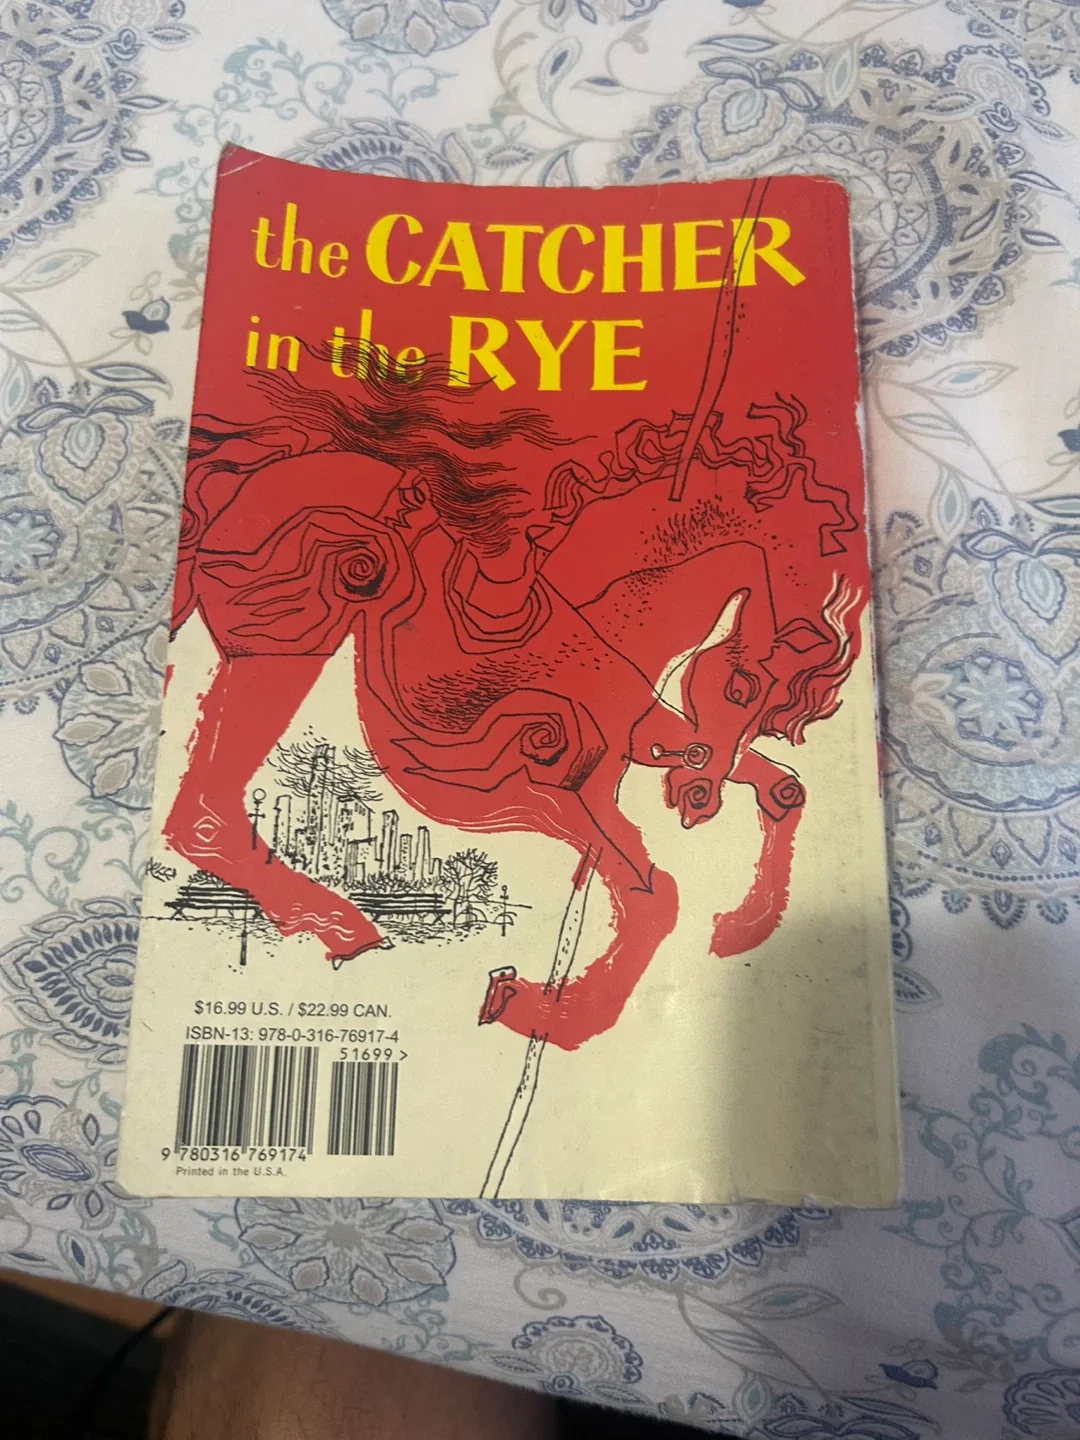 the CATCHER
in the RYE
$16.99 U.S. / $22.99 CAN.
ISBN-13: 978-0-316-76917-4
51699 >
9 780316 769174
Printed in the U.S.A.